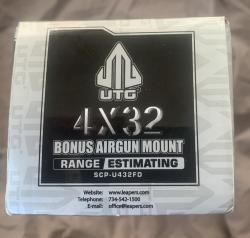 UTG
4X32
BONUS AIRGUN MOUNT
RANGE ESTIMATING
SCP-U432FD
Website: www.leapers.com
Telephone: 734-542-1500
E-mail: office@leapers.com